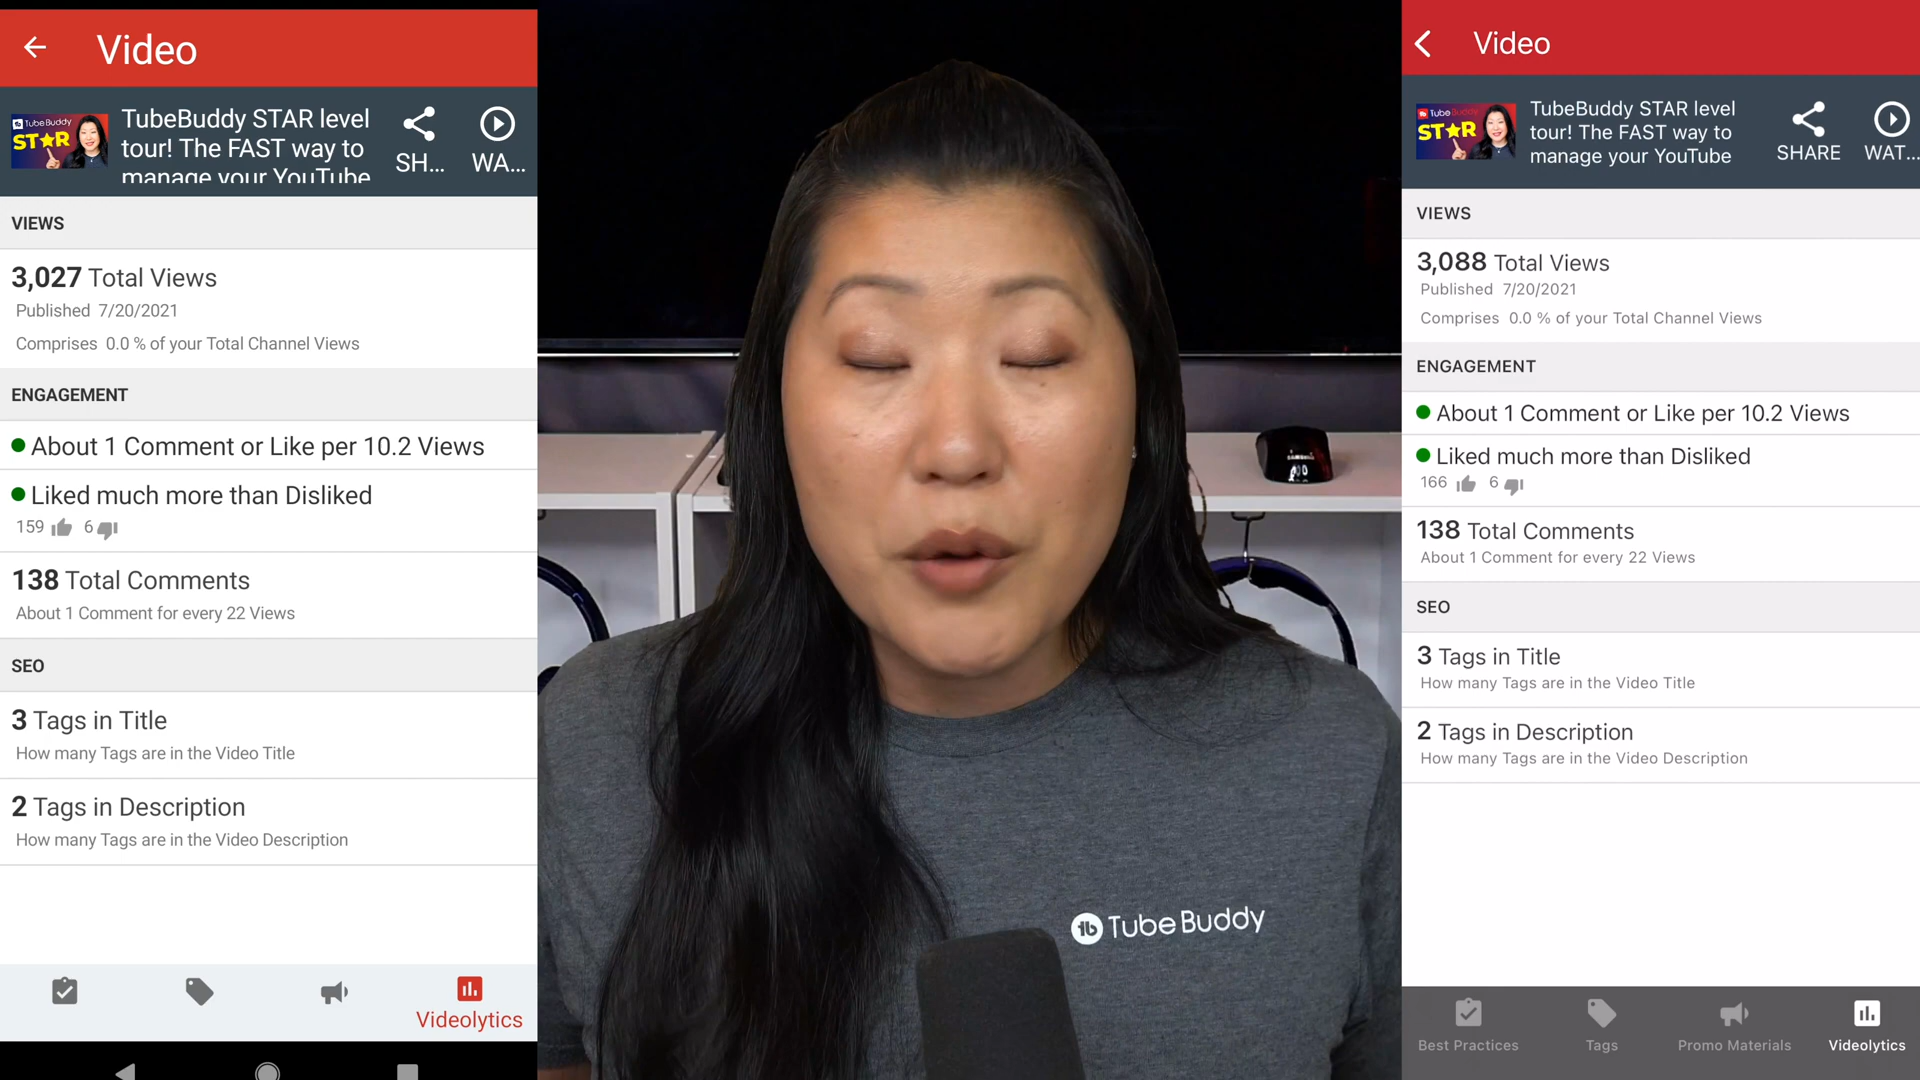 Video
TubeBuddy
STAR
TubeBuddy STAR level
tour! The FAST way to
manage your YouTube
SH...
WA...
VIEWS
3,027 Total Views
Published 7/20/2021
Comprises 0.0 % of your Total Channel Views
ENGAGEMENT
About 1 Comment or Like per 10.2 Views
Liked much more than Disliked
159 6
138 Total Comments
About 1 Comment for every 22 Views
SEO
3 Tags in Title
How many Tags are in the Video Title
2 Tags in Description
How many Tags are in the Video Description
Videolytics
SAMSUNG
tb TubeBuddy
Video
TubeBuddy
STAR
TubeBuddy STAR level
tour! The FAST way to
manage your YouTube
SHARE
WAT...
VIEWS
3,088 Total Views
Published 7/20/2021
Comprises 0.0 % of your Total Channel Views
ENGAGEMENT
About 1 Comment or Like per 10.2 Views
Liked much more than Disliked
166 6
138 Total Comments
About 1 Comment for every 22 Views
SEO
3 Tags in Title
How many Tags are in the Video Title
2 Tags in Description
How many Tags are in the Video Description
Best Practices
Tags
Promo Materials
Videolytics